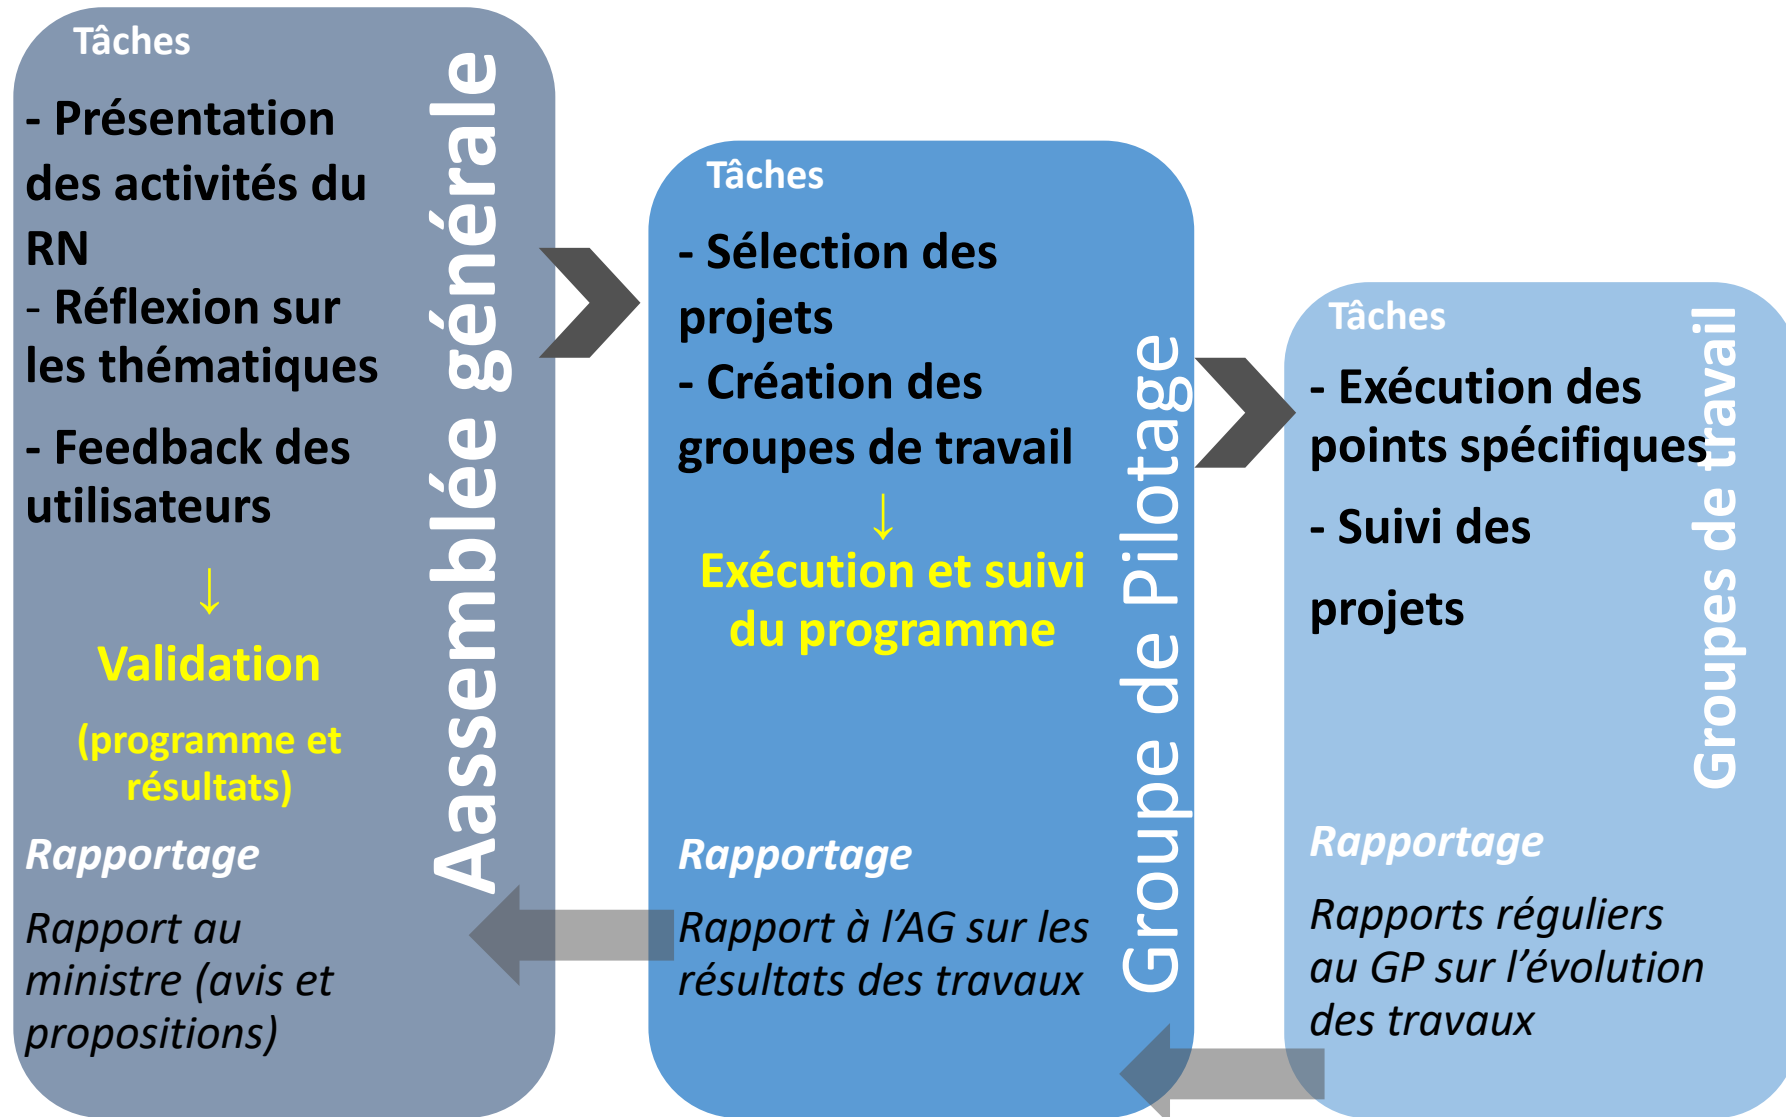 Tâches
- Présentation
des activités du
RN
- Réflexion sur
les thématiques
- Feedback des
utilisateurs
↓
Validation
(programme et
résultats)
Rapportage
Rapport au
ministre (avis et
propositions)
Aassemblée générale
Tâches
- Sélection des
projets
- Création des
groupes de travail
↓
Exécution et suivi
du programme
Rapportage
Rapport à l’AG sur les
résultats des travaux
Groupe de Pilotage
Tâches
- Exécution des
points spécifiques
- Suivi des
projets
Rapportage
Rapports réguliers
au GP sur l’évolution
des travaux
Groupes de travail